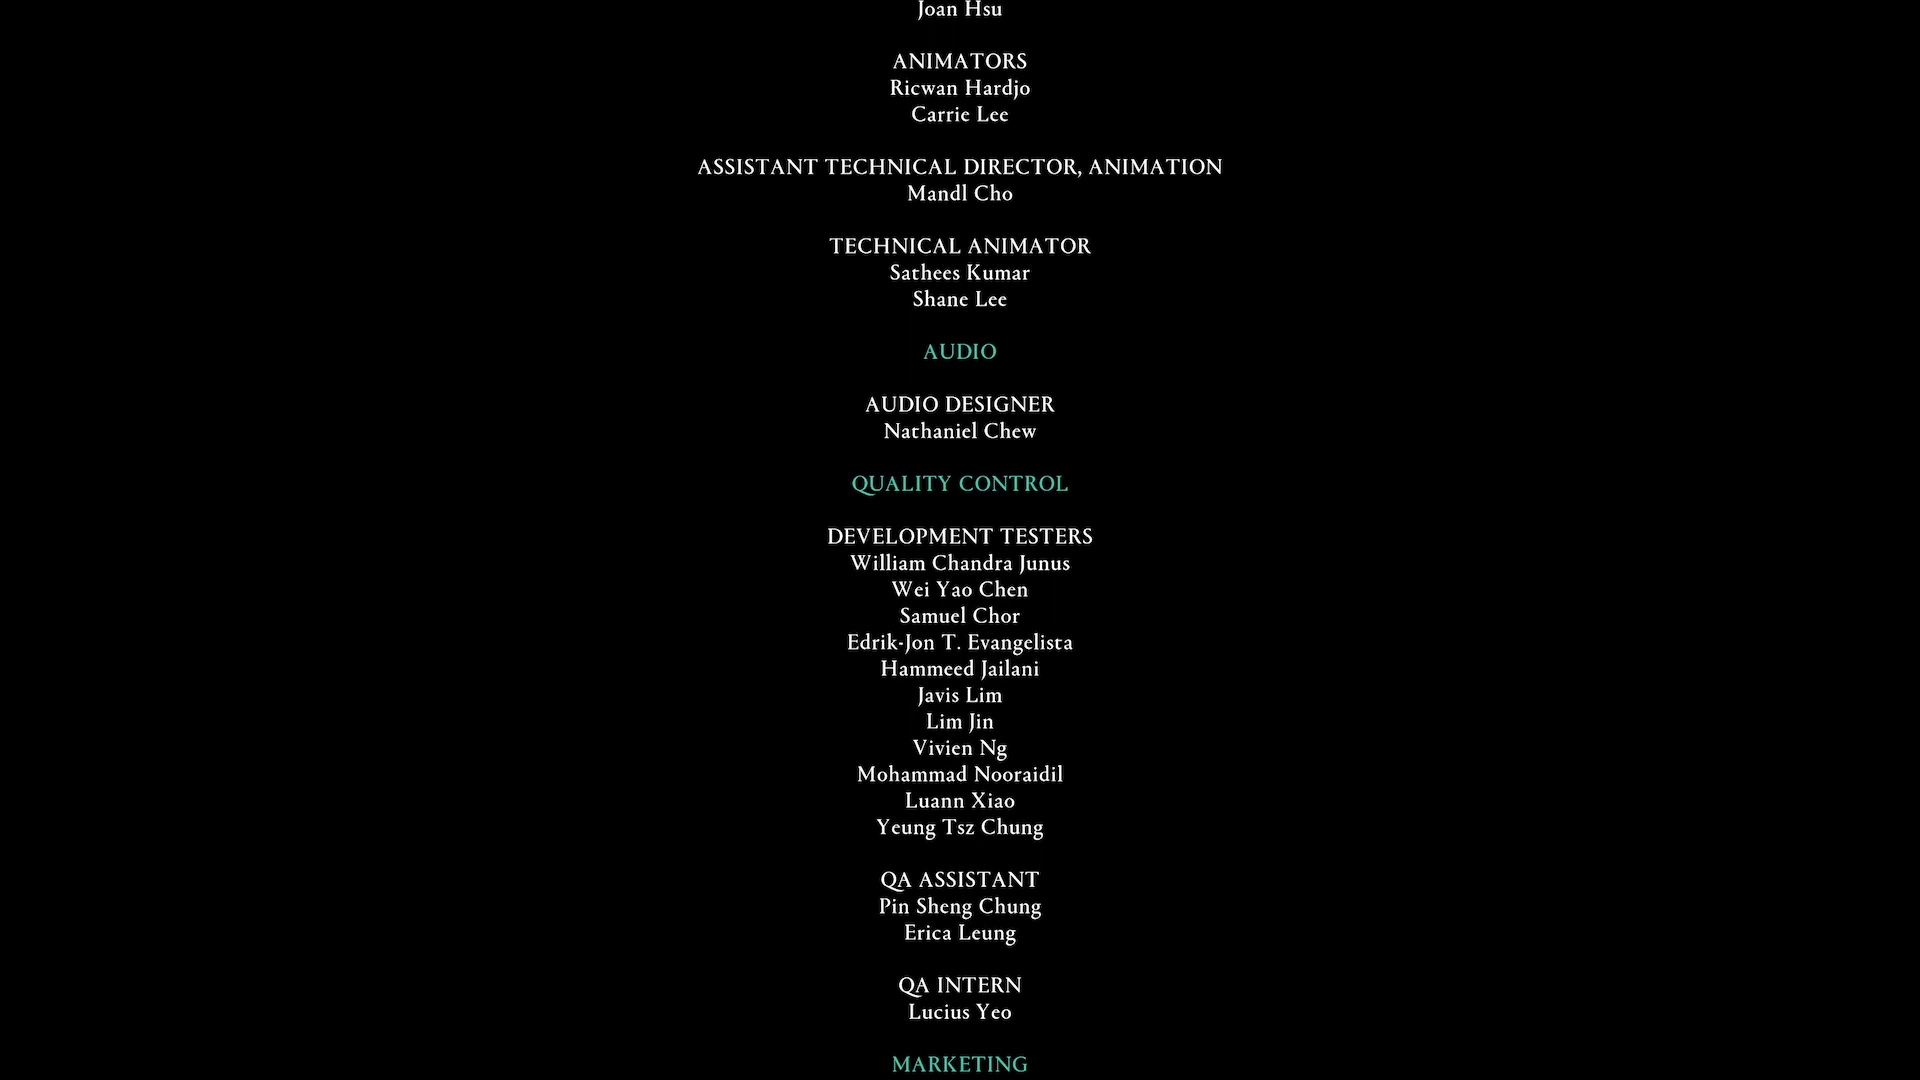 Joan Hsu
ANIMATORS
Ricwan Hardjo
Carrie Lee
ASSISTANT TECHNICAL DIRECTOR, ANIMATION
Mandl Cho
TECHNICAL ANIMATOR
Sathees Kumar
Shane Lee
AUDIO
AUDIO DESIGNER
Nathaniel Chew
QUALITY CONTROL
DEVELOPMENT TESTERS
William Chandra Junus
Wei Yao Chen
Samuel Chor
Edrik-Jon T. Evangelista
Hammeed Jailani
Javis Lim
Lim Jin
Vivien Ng
Mohammad Nooraidil
Luann Xiao
Yeung Tsz Chung
QA ASSISTANT
Pin Sheng Chung
Erica Leung
QA INTERN
Lucius Yeo
MARKETING